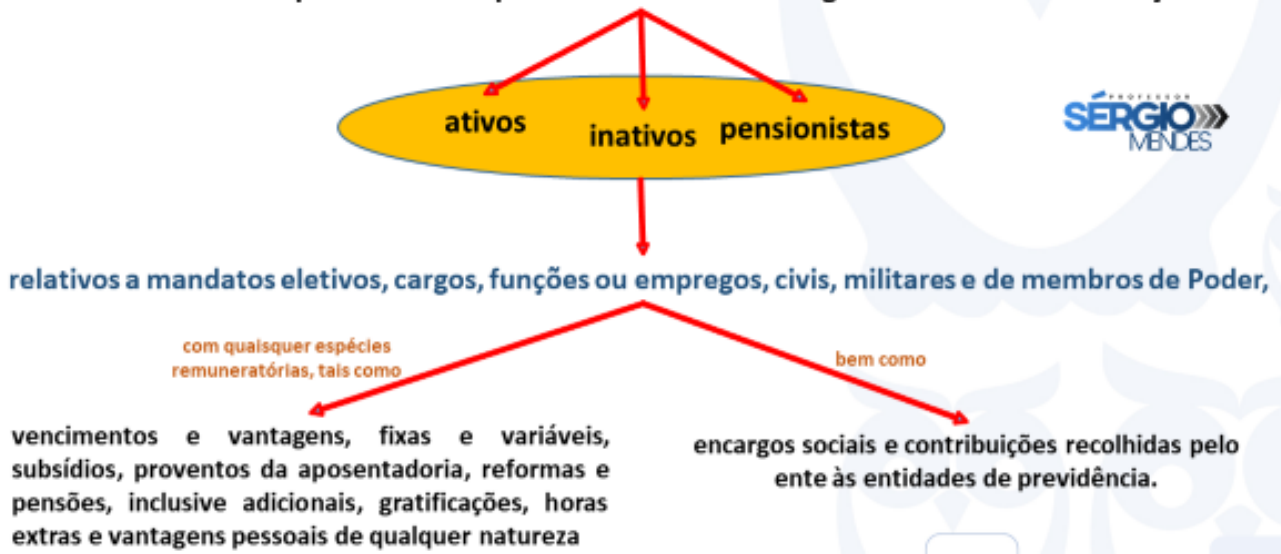 ativos inativos pensionistas
PROFESSOR
SÉRGIO
MENDES
relativos a mandatos eletivos, cargos, funções ou empregos, civis, militares e de membros de Poder,
com quaisquer espécies
remuneratórias, tais como
bem como
vencimentos e vantagens, fixas e variáveis,
subsídios, proventos da aposentadoria, reformas e
pensões, inclusive adicionais, gratificações, horas
extras e vantagens pessoais de qualquer natureza
encargos sociais e contribuições recolhidas pelo
ente às entidades de previdência.